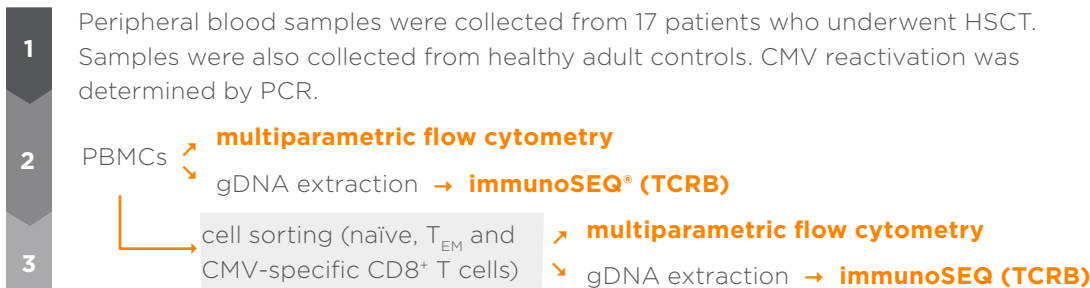 1
Peripheral blood samples were collected from 17 patients who underwent HSCT.
Samples were also collected from healthy adult controls. CMV reactivation was
determined by PCR.
2
PBMCs ↗ multiparametric flow cytometry
↘ gDNA extraction → immunoSEQ® (TCRB)
3
cell sorting (naïve, T_EM and
CMV-specific CD8⁺ T cells)
↗ multiparametric flow cytometry
↘ gDNA extraction → immunoSEQ (TCRB)